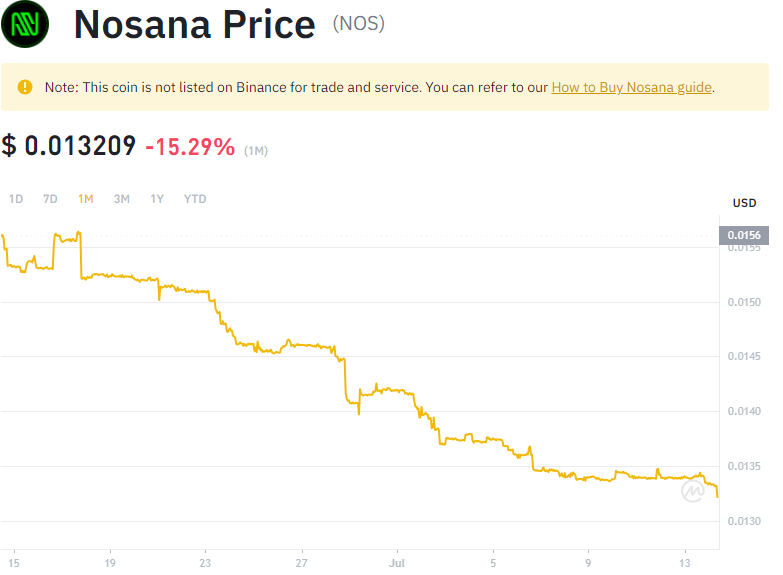 Nosana Price (NOS)
Note: This coin is not listed on Binance for trade and service. You can refer to our How to Buy Nosana guide.
$ 0.013209 -15.29% (1M)
1D 7D 1M 3M 1Y YTD
USD
0.0156
0.0155
0.0150
0.0145
0.0140
0.0135
0.0130
15 19 23 27 Jul 5 9 13